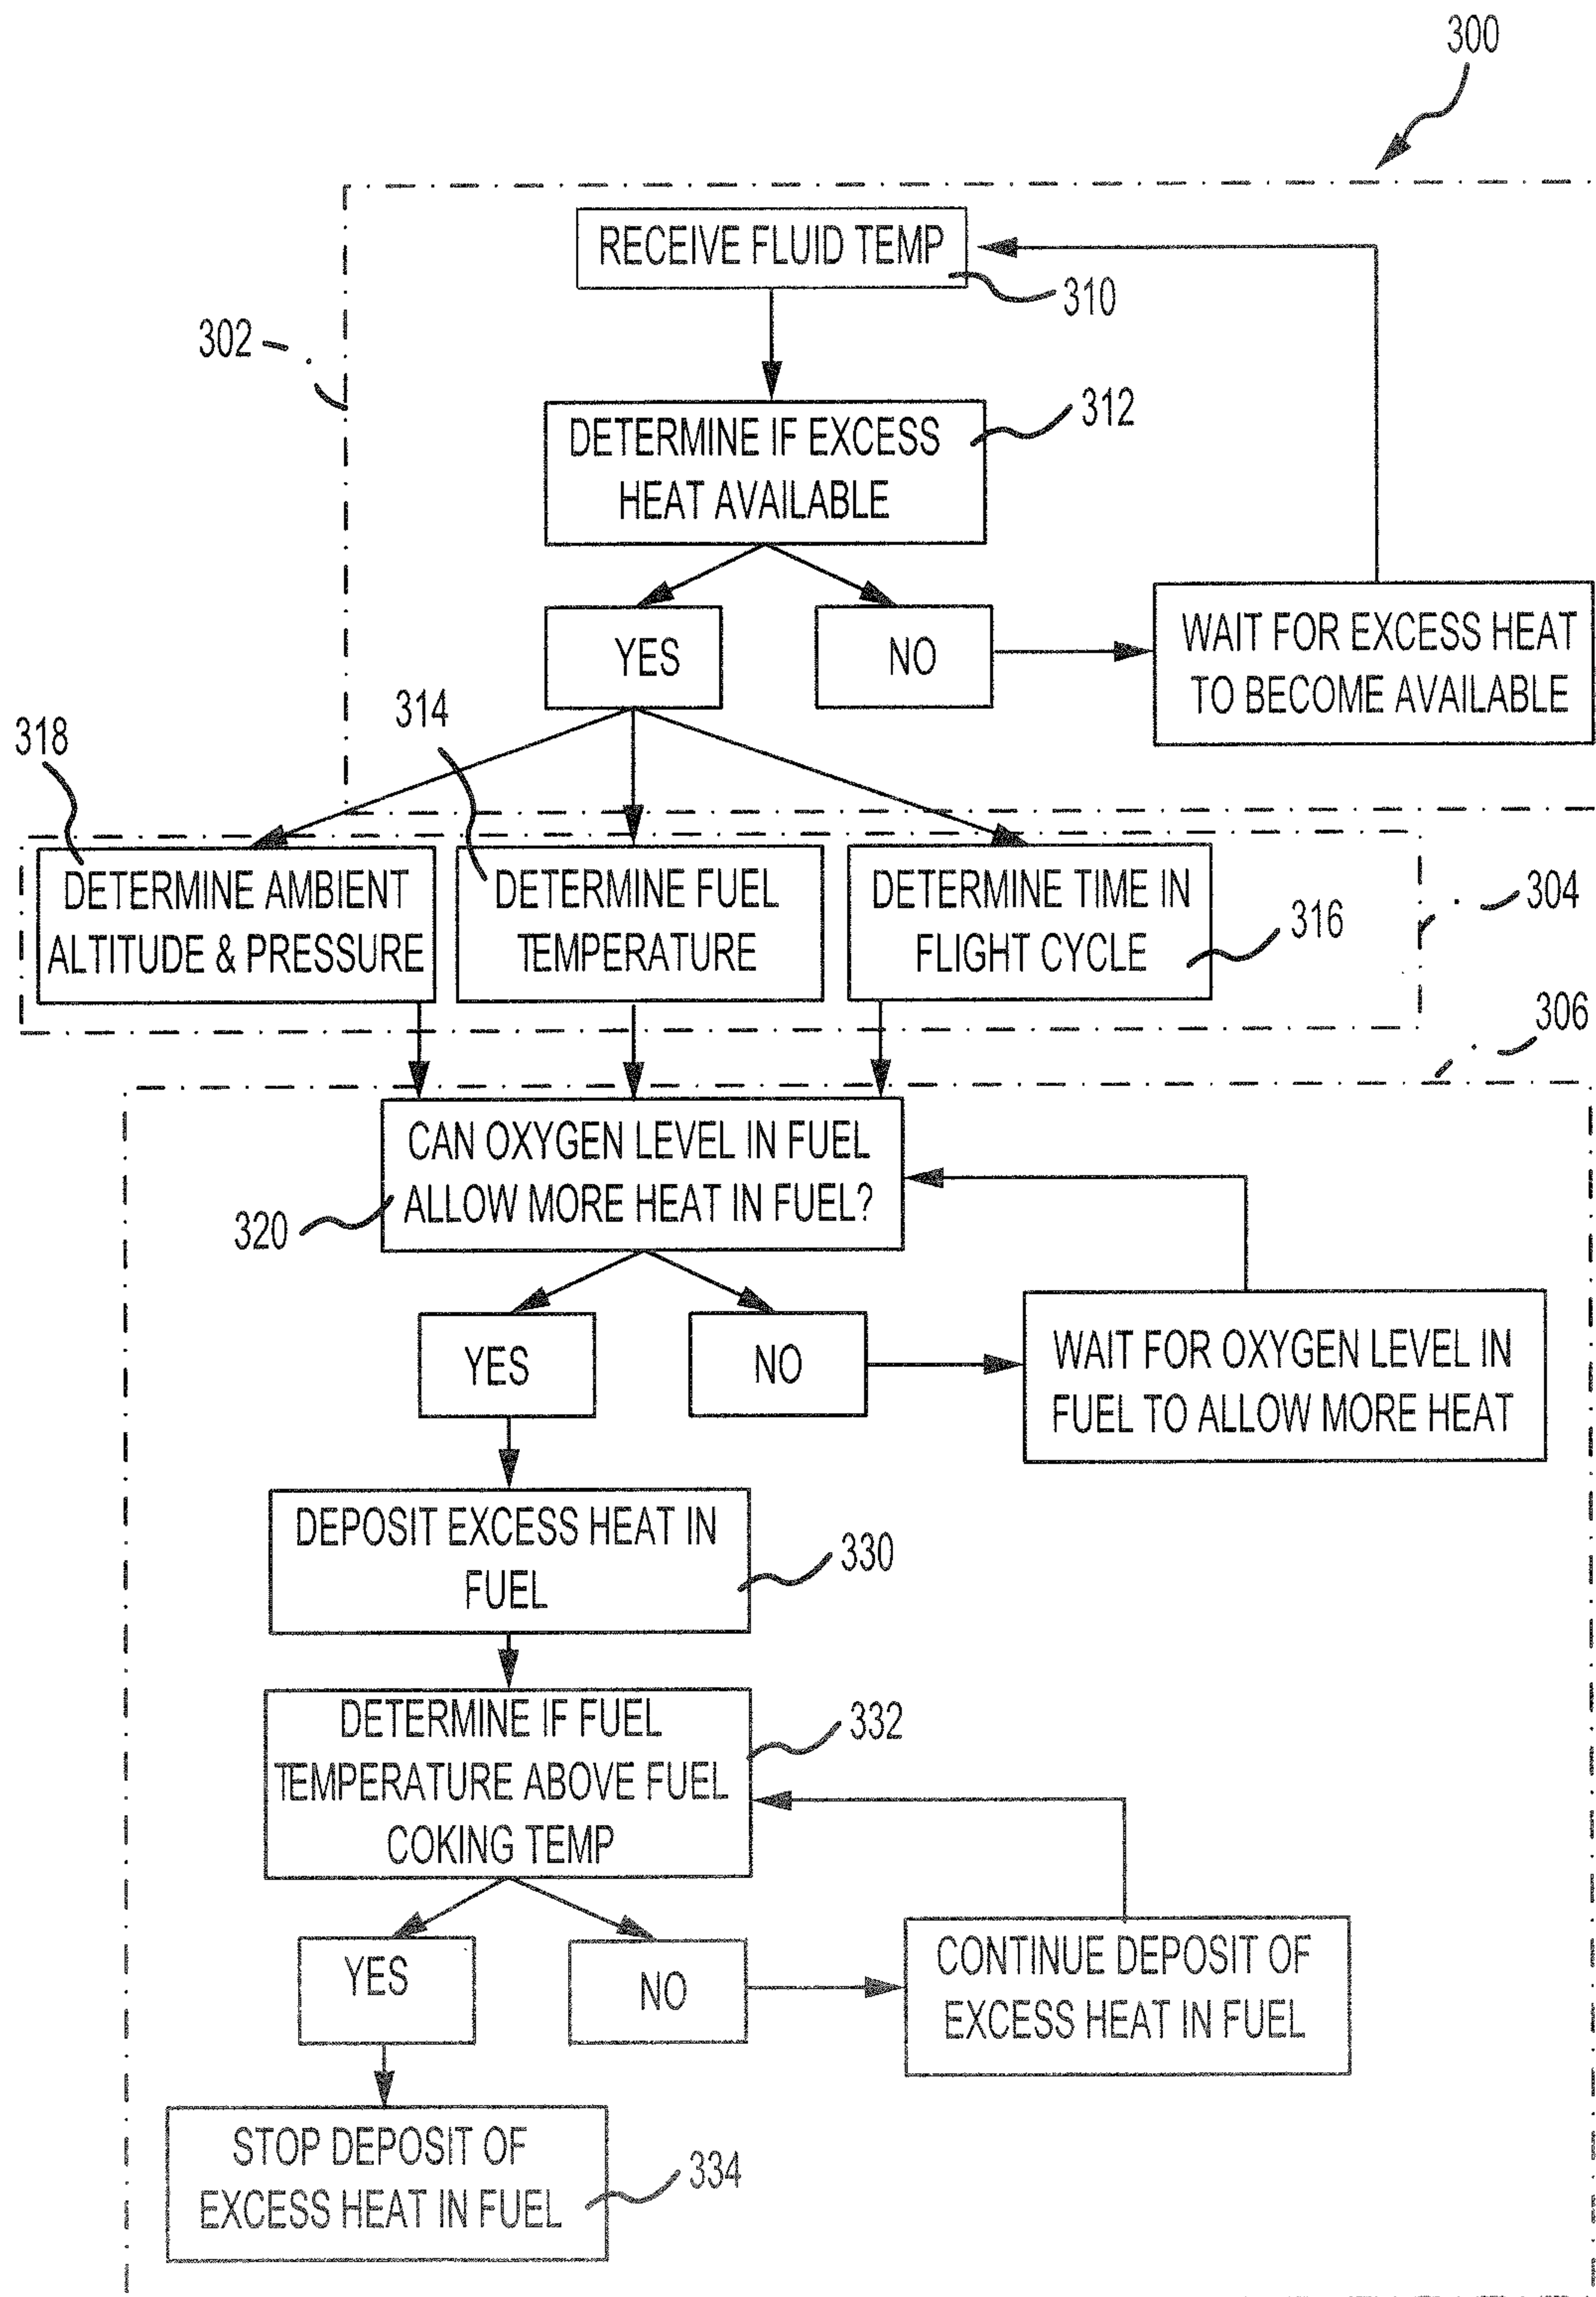 300
RECEIVE FLUID TEMP
310
302
312
DETERMINE IF EXCESS
HEAT AVAILABLE
YES
NO
WAIT FOR EXCESS HEAT
TO BECOME AVAILABLE
314
318
DETERMINE AMBIENT
ALTITUDE & PRESSURE
DETERMINE FUEL
TEMPERATURE
DETERMINE TIME IN
FLIGHT CYCLE
316
304
306
CAN OXYGEN LEVEL IN FUEL
ALLOW MORE HEAT IN FUEL?
320
YES
NO
WAIT FOR OXYGEN LEVEL IN
FUEL TO ALLOW MORE HEAT
DEPOSIT EXCESS HEAT IN
FUEL
330
DETERMINE IF FUEL
TEMPERATURE ABOVE FUEL
COKING TEMP
332
YES
NO
CONTINUE DEPOSIT OF
EXCESS HEAT IN FUEL
STOP DEPOSIT OF
EXCESS HEAT IN FUEL
334